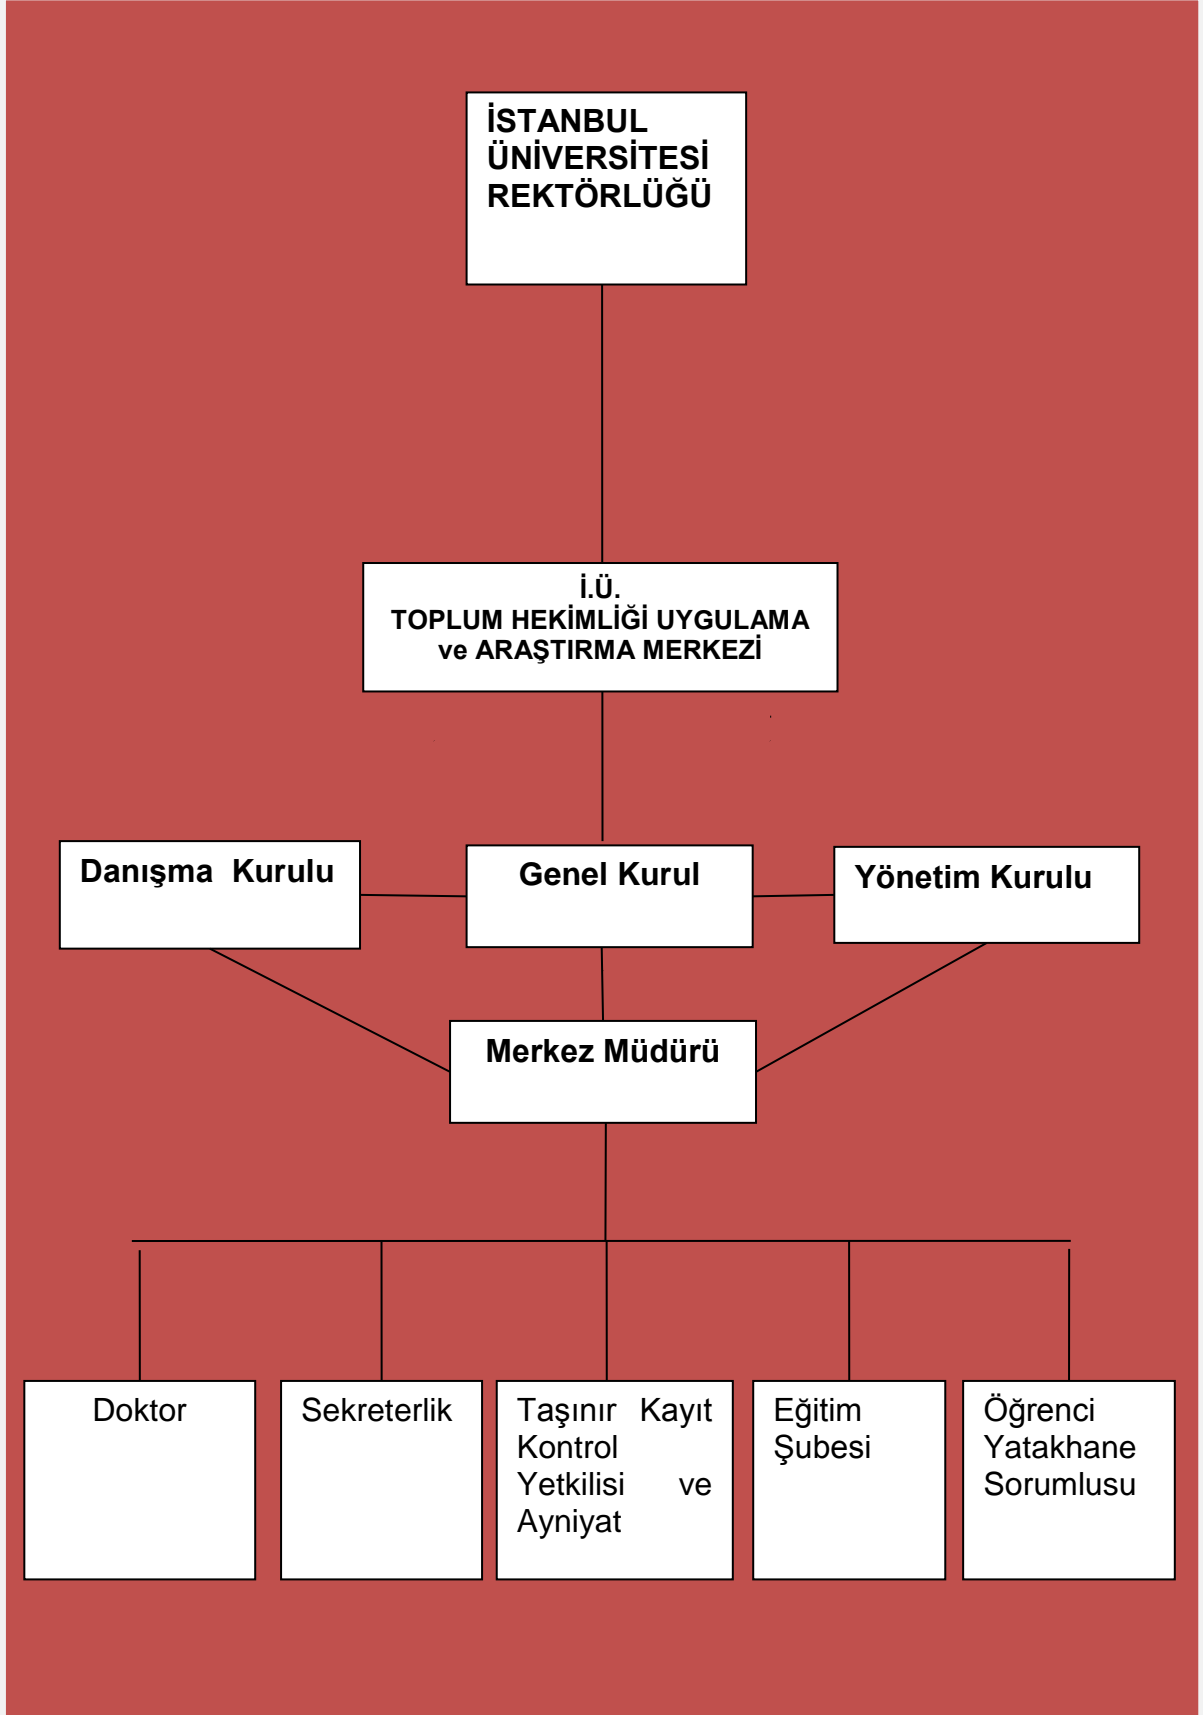 İSTANBUL
ÜNİVERSİTESİ
REKTÖRLÜĞÜ
İ.Ü.
TOPLUM HEKİMLİĞİ UYGULAMA
ve ARAŞTIRMA MERKEZİ
Danışma Kurulu
Genel Kurul
Yönetim Kurulu
Merkez Müdürü
Doktor
Sekreterlik
Taşınır Kayıt
Kontrol
Yetkilisi ve
Ayniyat
Eğitim
Şubesi
Öğrenci
Yatakhane
Sorumlusu